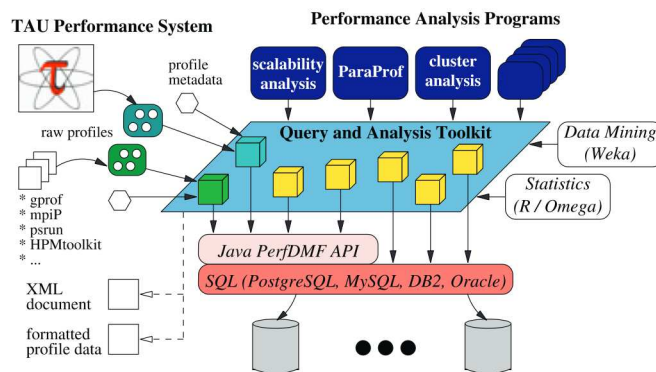 TAU Performance System
Performance Analysis Programs
τ
profile
metadata
scalability
analysis
ParaProf
cluster
analysis
raw profiles
Query and Analysis Toolkit
Data Mining
(Weka)
* gprof
* mpiP
* psrun
* HPMtoolkit
* ...
Statistics
(R / Omega)
Java PerfDMF API
SQL (PostgreSQL, MySQL, DB2, Oracle)
XML
document
formatted
profile data